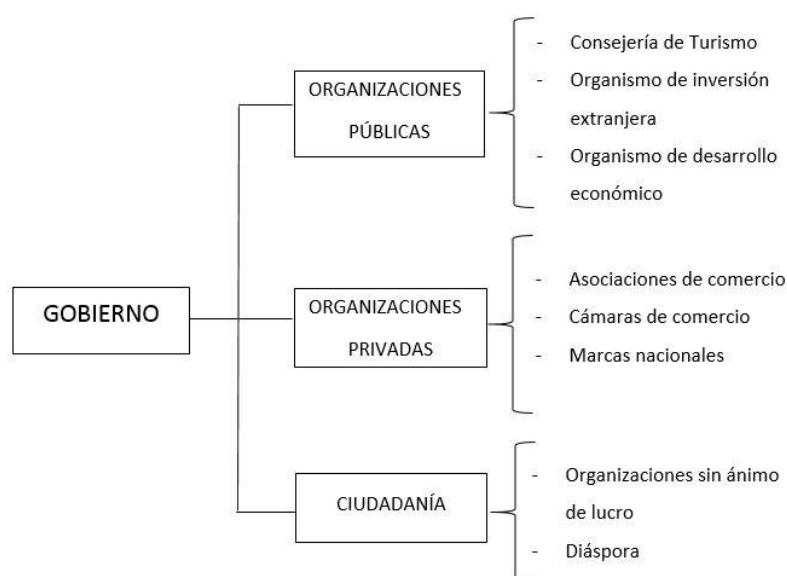 GOBIERNO
ORGANIZACIONES
PÚBLICAS
- Consejería de Turismo
- Organismo de inversión
extranjera
- Organismo de desarrollo
económico
ORGANIZACIONES
PRIVADAS
- Asociaciones de comercio
- Cámaras de comercio
- Marcas nacionales
CIUDADANÍA
- Organizaciones sin ánimo
de lucro
- Diáspora